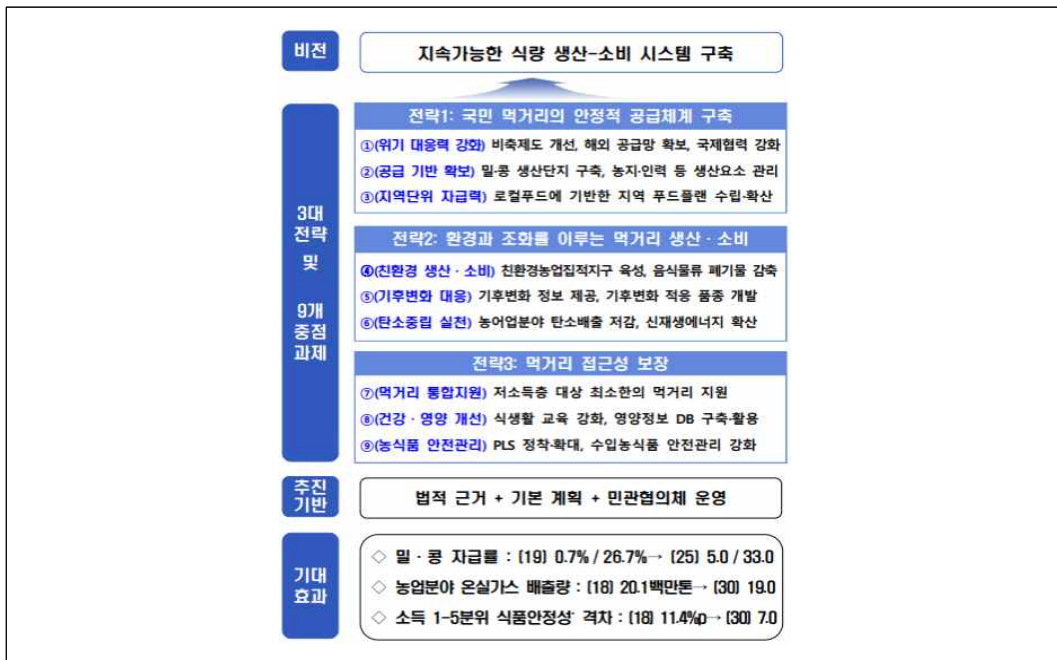 비전
지속가능한 식량 생산-소비 시스템 구축
3대
전략
및
9개
중점
과제
전략1: 국민 먹거리의 안정적 공급체계 구축
①(위기 대응력 강화) 비축제도 개선, 해외 공급망 확보, 국제협력 강화
②(공급 기반 확보) 밀·콩 생산단지 구축, 농지·인력 등 생산요소 관리
③(지역단위 자급력) 로컬푸드에 기반한 지역 푸드플랜 수립·확산
전략2: 환경과 조화를 이루는 먹거리 생산·소비
④(친환경 생산·소비) 친환경농업집적지구 육성, 음식물류 폐기물 감축
⑤(기후변화 대응) 기후변화 정보 제공, 기후변화 적응 품종 개발
⑥(탄소중립 실천) 농어업분야 탄소배출 저감, 신재생에너지 확산
전략3: 먹거리 접근성 보장
⑦(먹거리 통합지원) 저소득층 대상 최소한의 먹거리 지원
⑧(건강·영양 개선) 식생활 교육 강화, 영양정보 DB 구축·활용
⑨(농식품 안전관리) PLS 정착·확대, 수입농식품 안전관리 강화
추진
기반
법적 근거 + 기본 계획 + 민관협의체 운영
기대
효과
◇ 밀·콩 자급률 : (19) 0.7% / 26.7%→ (25) 5.0 / 33.0
◇ 농업분야 온실가스 배출량 : (18) 20.1백만톤→ (30) 19.0
◇ 소득 1-5분위 식품안정성* 격차 : (18) 11.4%p→ (30) 7.0